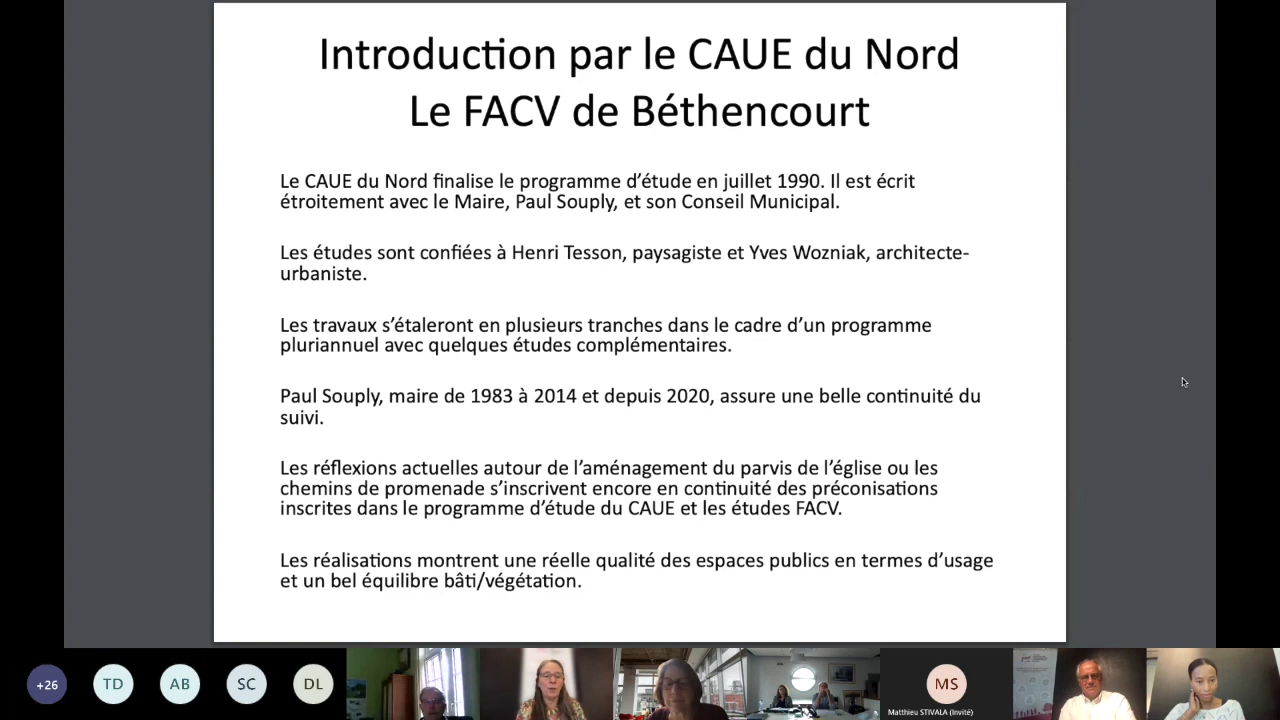 Introduction par le CAUE du Nord
Le FACV de Béthencourt
Le CAUE du Nord finalise le programme d’étude en juillet 1990. Il est écrit
étroitement avec le Maire, Paul Souply, et son Conseil Municipal.
Les études sont confiées à Henri Tesson, paysagiste et Yves Wozniak, architecte-
urbaniste.
Les travaux s’étaleront en plusieurs tranches dans le cadre d’un programme
pluriannuel avec quelques études complémentaires.
Paul Souply, maire de 1983 à 2014 et depuis 2020, assure une belle continuité du
suivi.
Les réflexions actuelles autour de l’aménagement du parvis de l’église ou les
chemins de promenade s’inscrivent encore en continuité des préconisations
inscrites dans le programme d’étude du CAUE et les études FACV.
Les réalisations montrent une réelle qualité des espaces publics en termes d’usage
et un bel équilibre bâti/végétation.
+26
TD
AB
SC
DL
MS
Matthieu STIVALA (Invité)